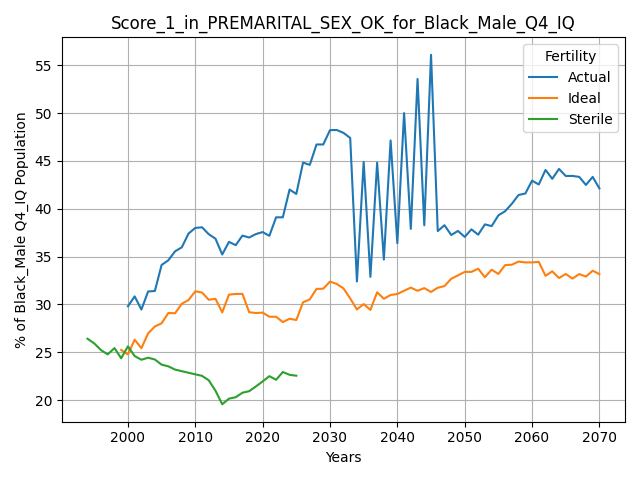 Score_1_in_PREMARITAL_SEX_OK_for_Black_Male_Q4_IQ
% of Black_Male Q4_IQ Population
55
50
45
40
35
30
25
20
Fertility
Actual
Ideal
Sterile
2000 2010 2020 2030 2040 2050 2060 2070
Years